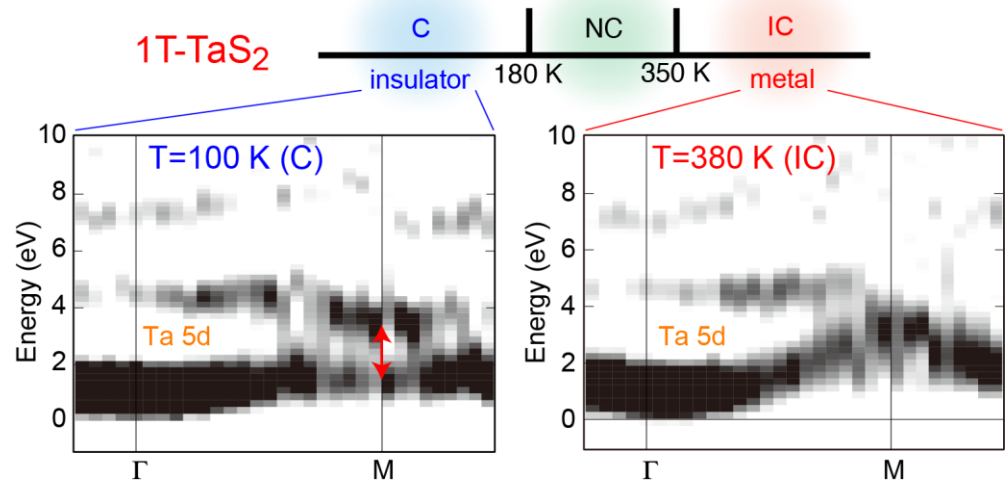 1T-TaS₂
C
NC
IC
180 K
350 K
insulator
metal
T=100 K (C)
Energy (eV)
10
8
6
4
2
0
Ta 5d
Γ
M
T=380 K (IC)
Energy (eV)
10
8
6
4
2
0
Ta 5d
Γ
M